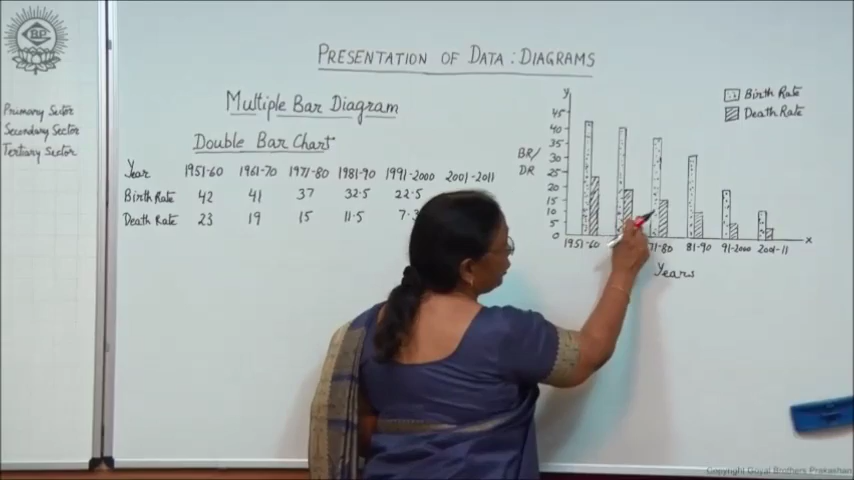 BPC
Primary Sector
Secondary Sector
Tertiary Sector
PRESENTATION OF DATA : DIAGRAMS
Multiple Bar Diagram
Double Bar Chart
Year 1951-60 1961-70 1971-80 1981-90 1991-2000 2001-2011
Birth Rate 42 41 37 32.5 22.5
Death Rate 23 19 15 11.5 7.3
Birth Rate
Death Rate
y
BR/
DR
45
40
35
30
25
20
15
10
5
0
x
1951-60 71-80 81-90 91-2000 2001-11
Years
Copyright Goyal Brothers Prakashan